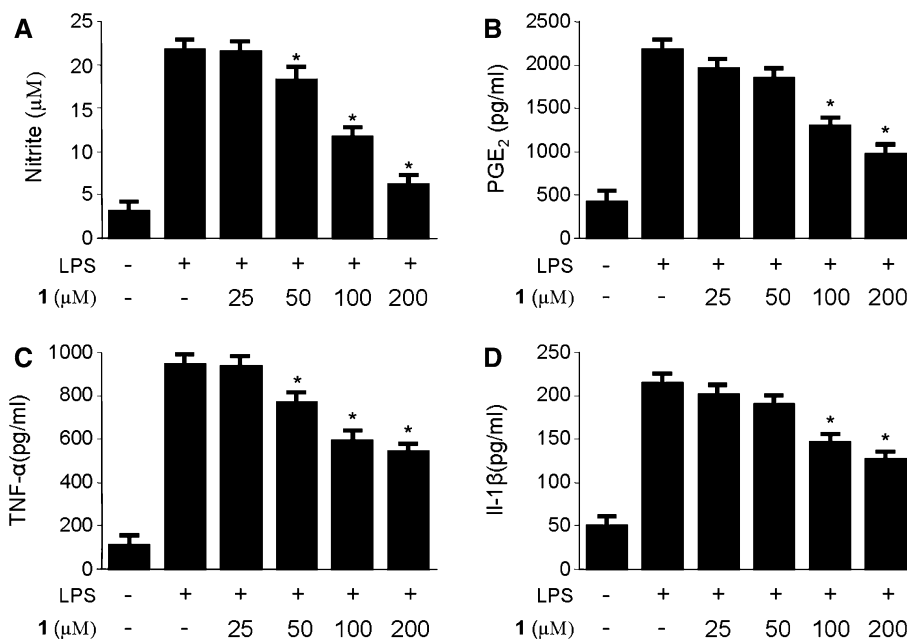 A
Nitrite (μM)
25
20
15
10
5
0
* * *
LPS - + + + + +
1 (μM) - - 25 50 100 200
B
PGE2 (pg/ml)
2500
2000
1500
1000
500
0
* *
LPS - + + + + +
1 (μM) - - 25 50 100 200
C
TNF-α(pg/ml)
1000
800
600
400
200
0
* * *
LPS - + + + + +
1 (μM) - - 25 50 100 200
D
Il-1β(pg/ml)
250
200
150
100
50
0
* *
LPS - + + + + +
1 (μM) - - 25 50 100 200